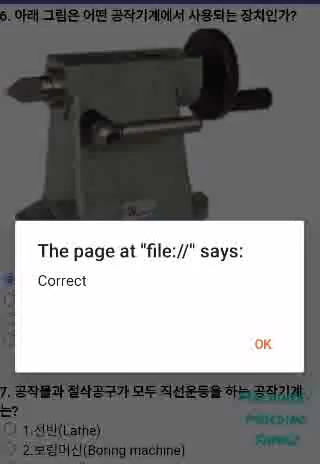 6. 아래 그림은 어떤 공작기계에서 사용되는 장치인가?
The page at "file://" says:
Correct
OK
7. 공작물과 절삭공구가 모두 직선운동을 하는 공작기계
는?
1.선반(Lathe)
2.보링머신(Boring machine)